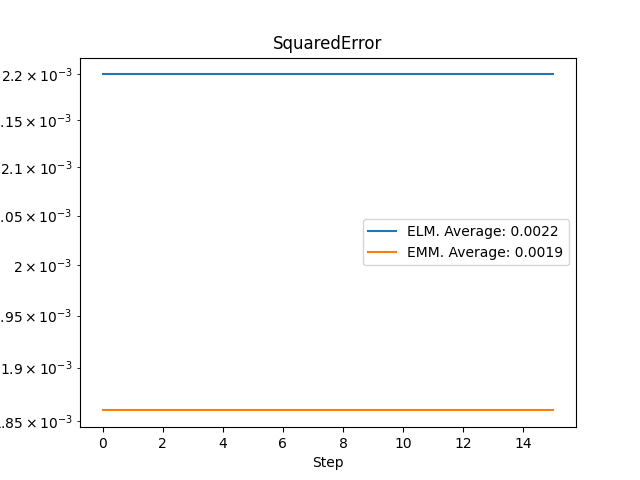 SquaredError
2.2 × 10⁻³
.15 × 10⁻³
2.1 × 10⁻³
.05 × 10⁻³
2 × 10⁻³
.95 × 10⁻³
1.9 × 10⁻³
.85 × 10⁻³
ELM. Average: 0.0022
EMM. Average: 0.0019
0 2 4 6 8 10 12 14
Step